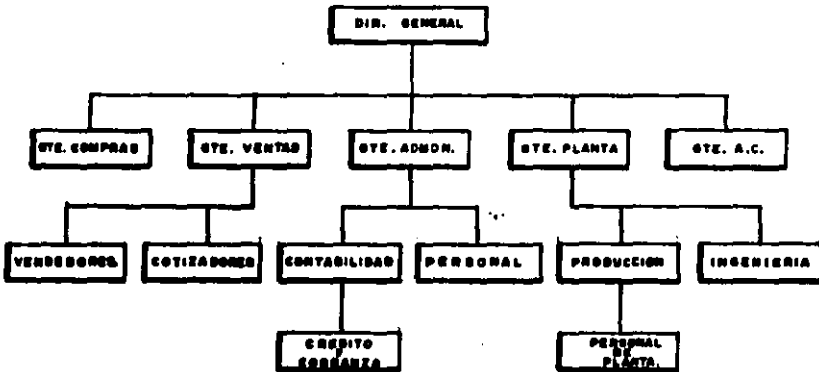 DIR. GENERAL
GTE. COMPRAS
GTE. VENTAS
GTE. ADMON.
GTE. PLANTA
GTE. A.C.
VENDEDORES.
COTIZADORES
CONTABILIDAD
PERSONAL
PRODUCCION
INGENIERIA
CREDITO
Y
COBRANZA
PERSONAL
DE
PLANTA.